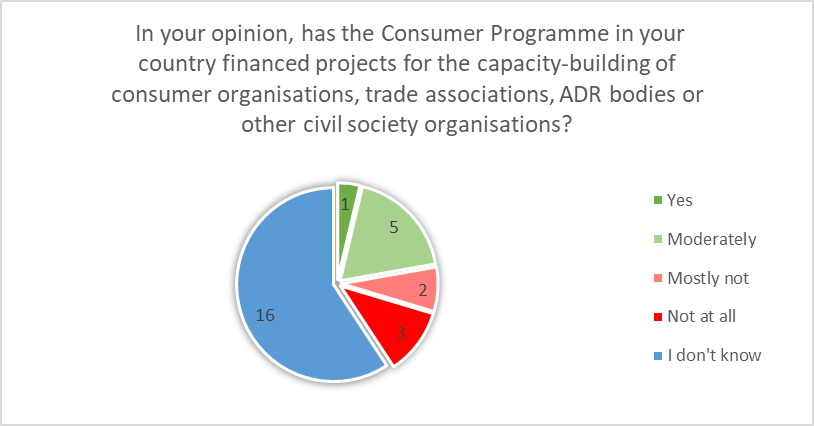 In your opinion, has the Consumer Programme in your
country financed projects for the capacity-building of
consumer organisations, trade associations, ADR bodies or
other civil society organisations?
1
5
2
3
16
Yes
Moderately
Mostly not
Not at all
I don't know